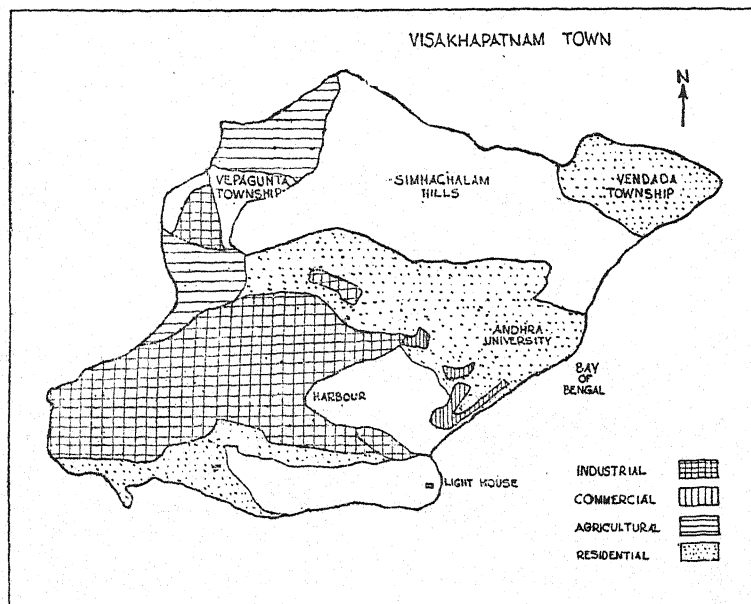 VISAKHAPATNAM TOWN
N
VEPAGUNTA
TOWNSHIP
SIMHACHALAM
HILLS
VENDADA
TOWNSHIP
ANDHRA
UNIVERSITY
BAY
OF
BENGAL
HARBOUR
LIGHT HOUSE
INDUSTRIAL
COMMERCIAL
AGRICULTURAL
RESIDENTIAL